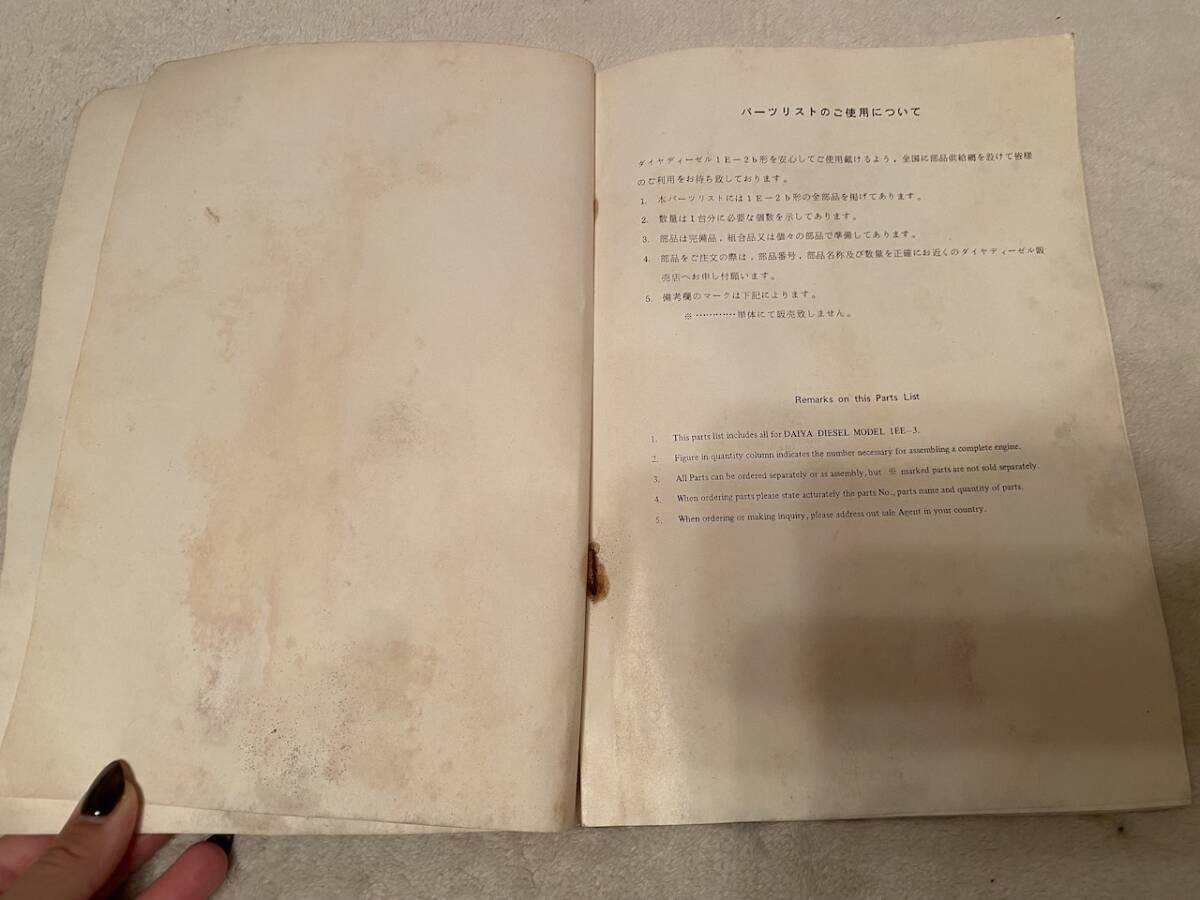 パーツリストのご使用について
ダイヤディーゼル1E－2b形を安心してご使用戴けるよう，全国に部品供給網を設けて皆様
のご利用をお待ち致しております。
1. 本パーツリストには1E－2b形の全部品を掲げてあります。
2. 数量は1台分に必要な個数を示してあります。
3. 部品は完備品，組合品又は個々の部品で準備してあります。
4. 部品をご注文の際は，部品番号，部品名称及び数量を正確にお近くのダイヤディーゼル販
売店へお申し付願います。
5. 備考欄のマークは下記によります。
※…………単体にて販売致しません。
Remarks on this Parts List
1. This parts list includes all for DAIYA DIESEL MODEL 1EE-3.
2. Figure in quantity column indicates the number necessary for assembling a complete engine.
3. All Parts can be ordered separately or as assembly, but ※ marked parts are not sold separately.
4. When ordering parts please state acturately the parts No., parts name and quantity of parts.
5. When ordering or making inquiry, please address out sale Agent in your country.